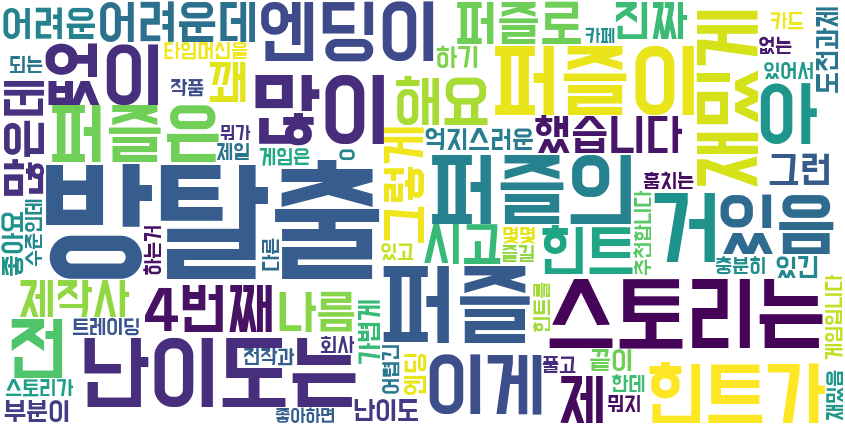 어려운 어려운데 엔딩이 퍼즐로 진짜 카드
카페
되는 없이 타임머신을 하기 없는
꽤 작품 많이 해요 퍼즐이 재밌게 있어서 도전과제
많은데 퍼즐은 뭐가 제일 게임은 ㅇ 억지스러운 했습니다 아
방탈출 그렇게 퍼즐의 훔치는 그런
좋아요 수준인데 하는거 다른 있고 시고 몇몇 즐길 힌트 추천합니다 거 있음
충분히 있긴
제작사 4번째 나름 가볍게 퍼즐 힌트를 스토리는 게임입니다
전 트레이딩 전작과 회사
난이도는 어렵긴 엔딩 이게 풀고 끝이
스토리가 한데 제 힌트가 재밌음
부분이 좋아하면 난이도 뭐지